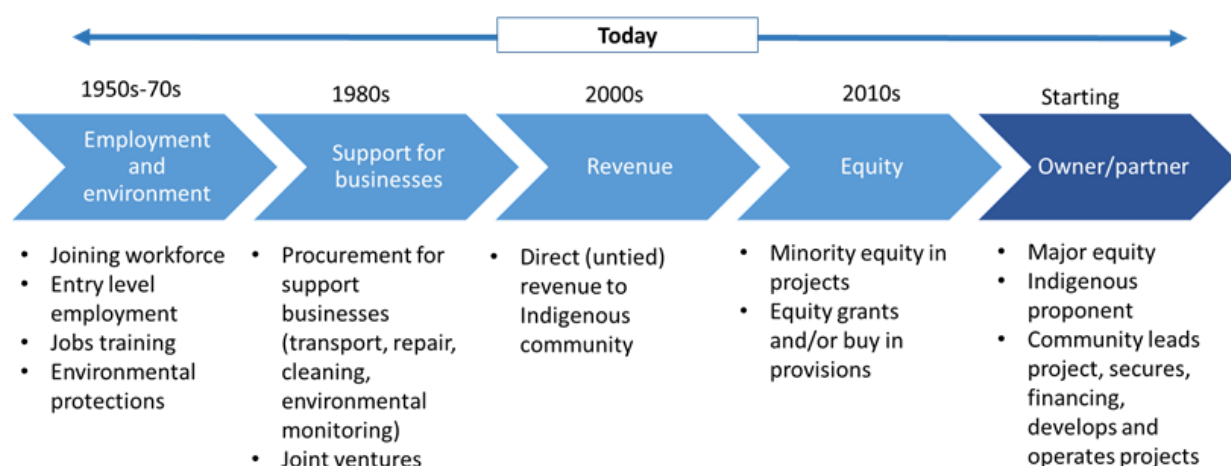 Today
1950s-70s
1980s
2000s
2010s
Starting
Employment
and
environment
Support for
businesses
Revenue
Equity
Owner/partner
• Joining workforce
• Entry level
employment
• Jobs training
• Environmental
protections
• Procurement for
support
businesses
(transport, repair,
cleaning,
environmental
monitoring)
• Joint ventures
• Direct (untied)
revenue to
Indigenous
community
• Minority equity in
projects
• Equity grants
and/or buy in
provisions
• Major equity
• Indigenous
proponent
• Community leads
project, secures,
financing,
develops and
operates projects